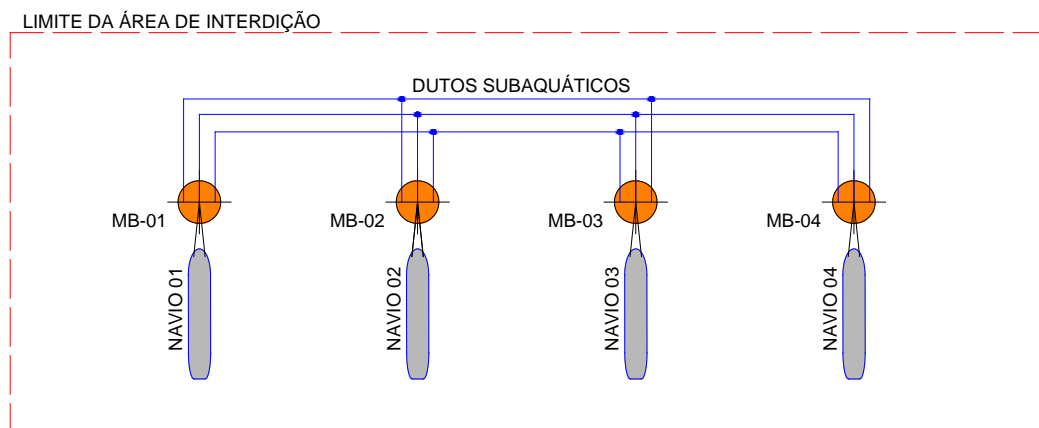 LIMITE DA ÁREA DE INTERDIÇÃO
DUTOS SUBAQUÁTICOS
MB-01
MB-02
MB-03
MB-04
NAVIO 01
NAVIO 02
NAVIO 03
NAVIO 04